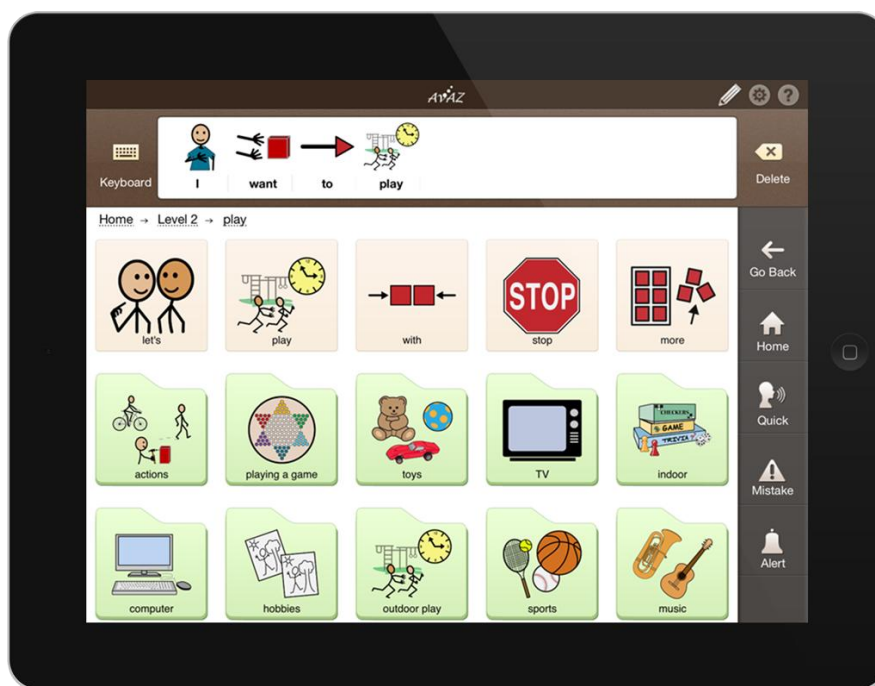 AVAZ
Keyboard
I want to play
Delete
Home → Level 2 → play
let's play with STOP stop more
Go Back
Home
actions playing a game toys TV CHECKERS GAME TRIVIA indoor
Quick
Mistake
computer hobbies outdoor play sports music
Alert